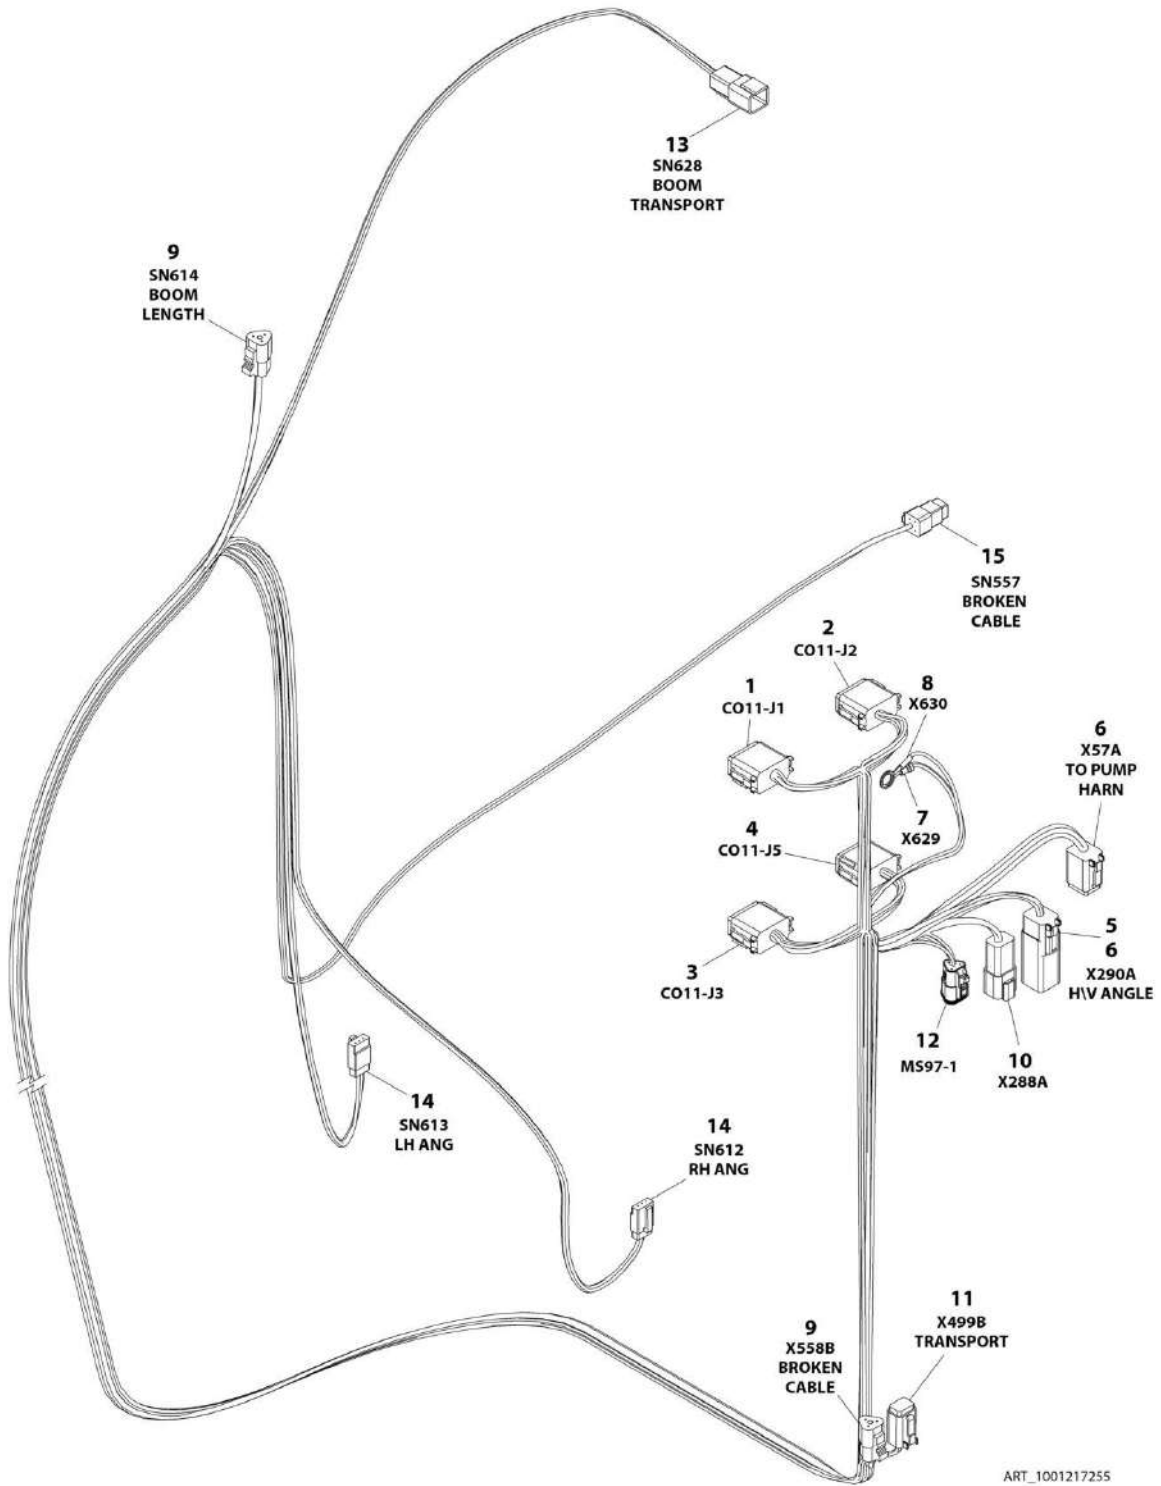 13
SN628
BOOM
TRANSPORT
9
SN614
BOOM
LENGTH
15
SN557
BROKEN
CABLE
2
CO11-J2
8
X630
1
CO11-J1
6
X57A
TO PUMP
HARN
7
X629
4
CO11-J5
5
6
X290A
H\V ANGLE
3
CO11-J3
12
MS97-1
10
X288A
14
SN613
LH ANG
14
SN612
RH ANG
11
X499B
TRANSPORT
9
X558B
BROKEN
CABLE
ART_1001217255